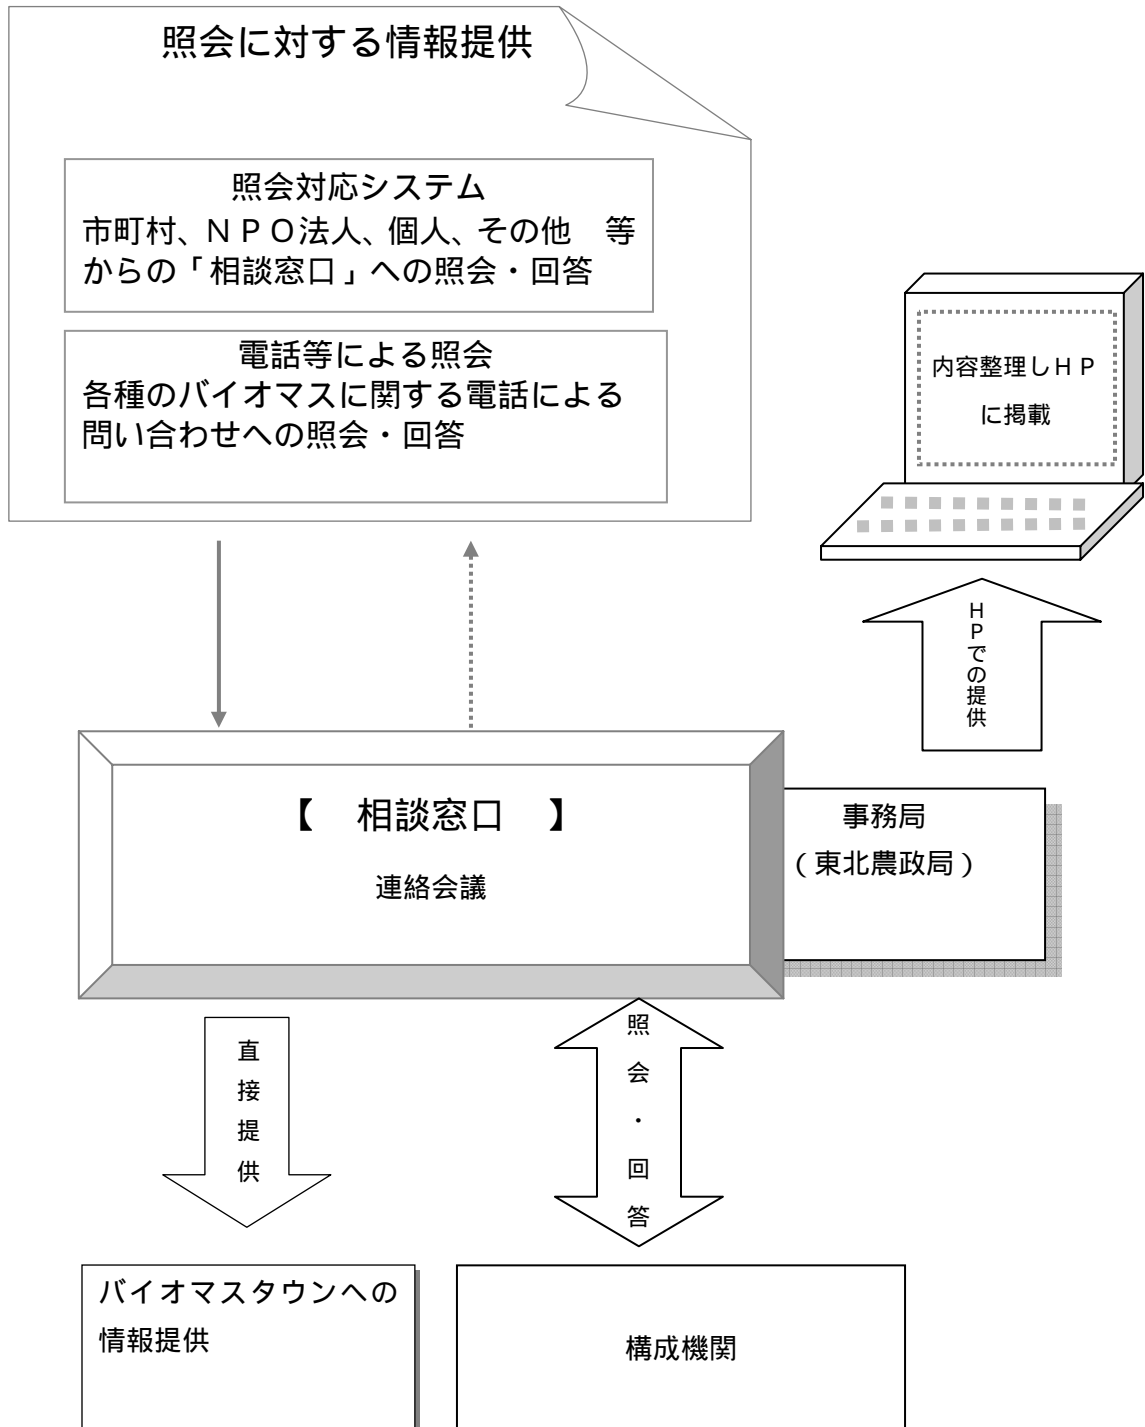 照会に対する情報提供
照会対応システム
市町村、ＮＰＯ法人、個人、その他　等
からの「相談窓口」への照会・回答
電話等による照会
各種のバイオマスに関する電話による
問い合わせへの照会・回答
内容整理しＨＰ
に掲載
ＨＰでの提供
【　相談窓口　】
連絡会議
事務局
（東北農政局）
直接提供
照会・回答
バイオマスタウンへの
情報提供
構成機関